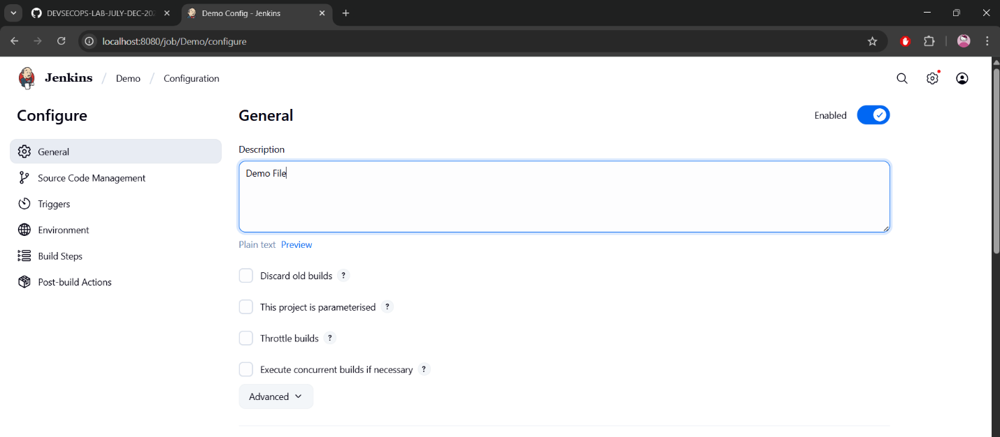 DEVSECOPS-LAB-JULY-DEC-202
Demo Config - Jenkins
localhost:8080/job/Demo/configure
Jenkins / Demo / Configuration
Configure
General
Source Code Management
Triggers
Environment
Build Steps
Post-build Actions
General
Enabled
Description
Demo File
Plain text Preview
Discard old builds ?
This project is parameterised ?
Throttle builds ?
Execute concurrent builds if necessary ?
Advanced